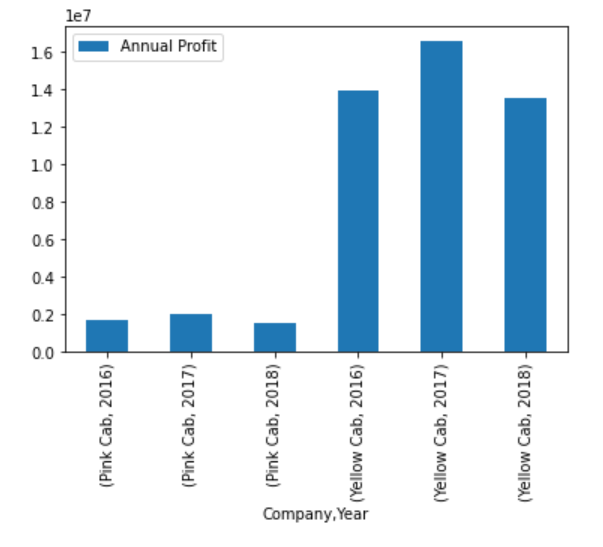 1e7
Annual Profit
1.6
1.4
1.2
1.0
0.8
0.6
0.4
0.2
0.0
(Pink Cab, 2016)
(Pink Cab, 2017)
(Pink Cab, 2018)
(Yellow Cab, 2016)
(Yellow Cab, 2017)
(Yellow Cab, 2018)
Company,Year